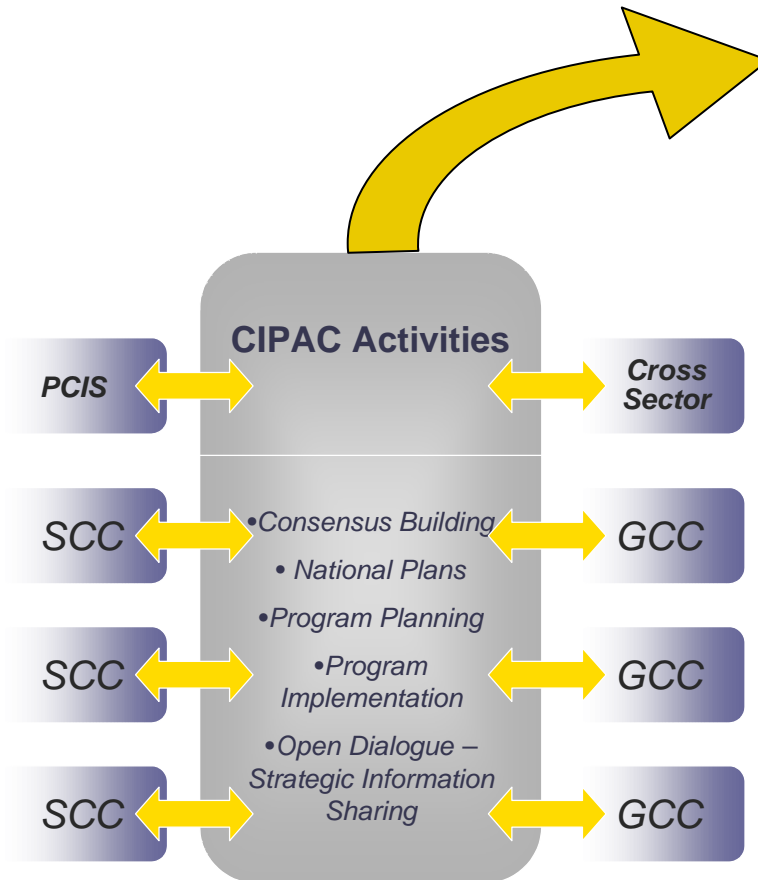 CIPAC Activities
PCIS
Cross
Sector
SCC
•Consensus Building
GCC
• National Plans
•Program Planning
SCC
•Program
Implementation
GCC
•Open Dialogue –
Strategic Information
Sharing
SCC
GCC